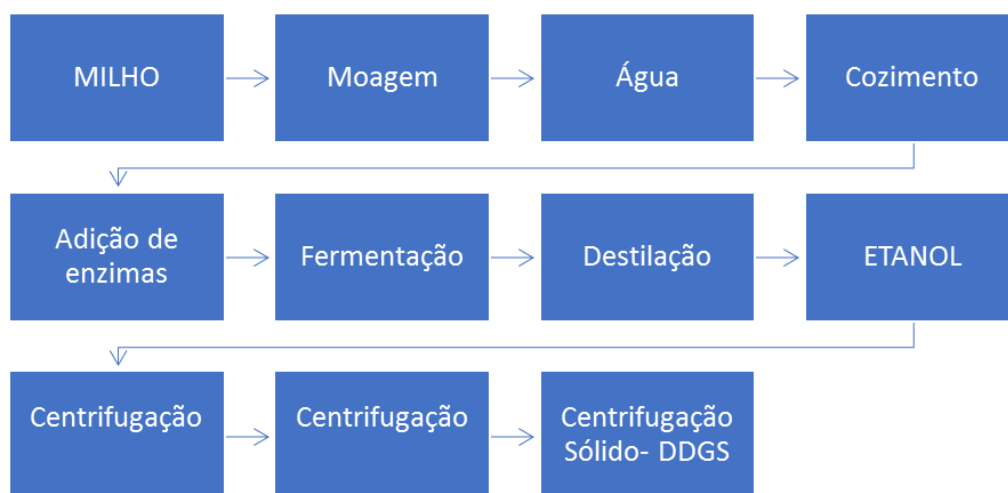 MILHO
Moagem
Água
Cozimento
Adição de
enzimas
Fermentação
Destilação
ETANOL
Centrifugação
Centrifugação
Centrifugação
Sólido- DDGS